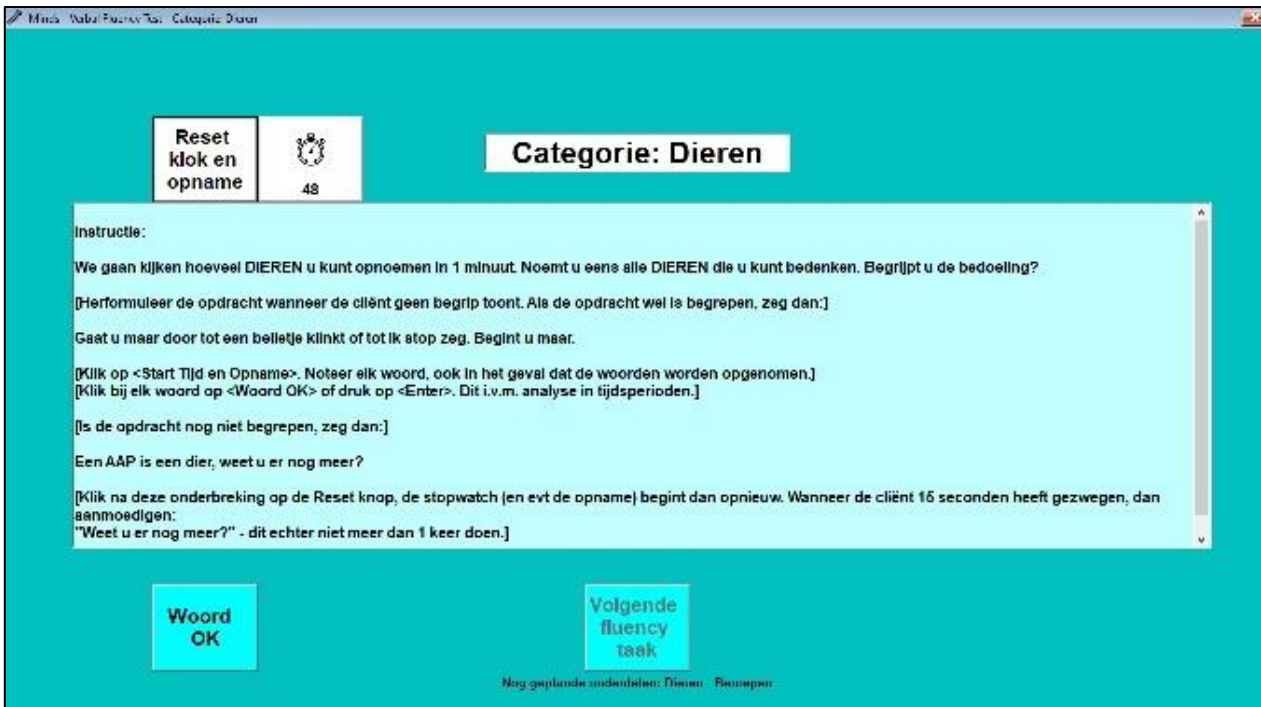 Minds - Verbal Fluency Test - Categorie Dieren
Reset
klok en
opname
48
Categorie: Dieren
Instructie:
We gaan kijken hoeveel DIEREN u kunt opnoemen in 1 minuut. Noemt u eens alle DIEREN die u kunt bedenken. Begrijpt u de bedoeling?
[Herformuleer de opdracht wanneer de cliënt geen begrip toont. Als de opdracht wel is begrepen, zeg dan:]
Gaat u maar door tot een belletje klinkt of tot ik stop zeg. Begint u maar.
[Klik op <Start Tijd en Opname>. Noteer elk woord, ook in het geval dat de woorden worden opgenomen.]
[Klik bij elk woord op <Woord OK> of druk op <Enter>. Dit i.v.m. analyse in tijdsperioden.]
[Is de opdracht nog niet begrepen, zeg dan:]
Een AAP is een dier, weet u er nog meer?
[Klik na deze onderbreking op de Reset knop, de stopwatch (en evt de opname) begint dan opnieuw. Wanneer de cliënt 15 seconden heeft gezwegen, dan
aanmoedigen:
"Weet u er nog meer?" - dit echter niet meer dan 1 keer doen.]
Woord
OK
Volgende
fluency
taak
Nog geplande onderdelen: Dieren Beroepen